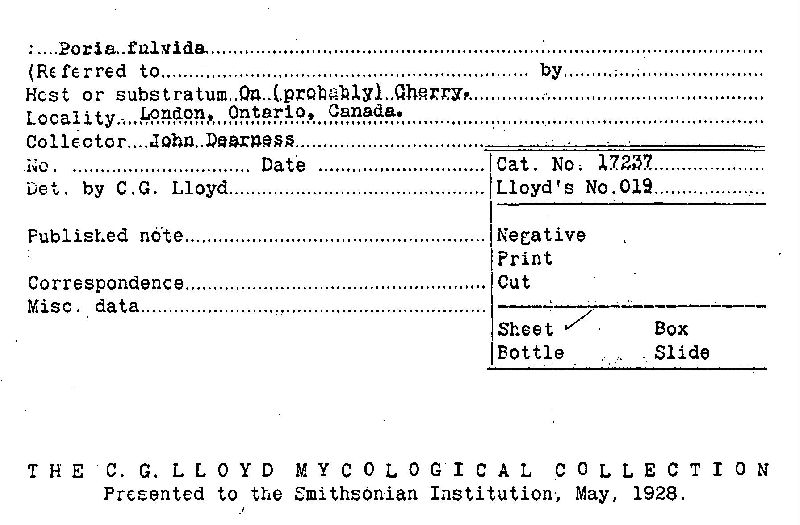 :....Poria fulvida
(Referred to.......... by..........
Host or substratum..On (probably) Cherry.
Locality....London, Ontario, Canada.
Collector...John Dearness
No. .......... Date .......... Cat. No. 17237
Det. by C.G. Lloyd.......... Lloyd's No. 019
Published note.......... Negative
Print
Correspondence.......... Cut
Misc. data..........
Sheet ✓ Box
Bottle Slide
THE C. G. LLOYD MYCOLOGICAL COLLECTION
Presented to the Smithsonian Institution, May, 1928.